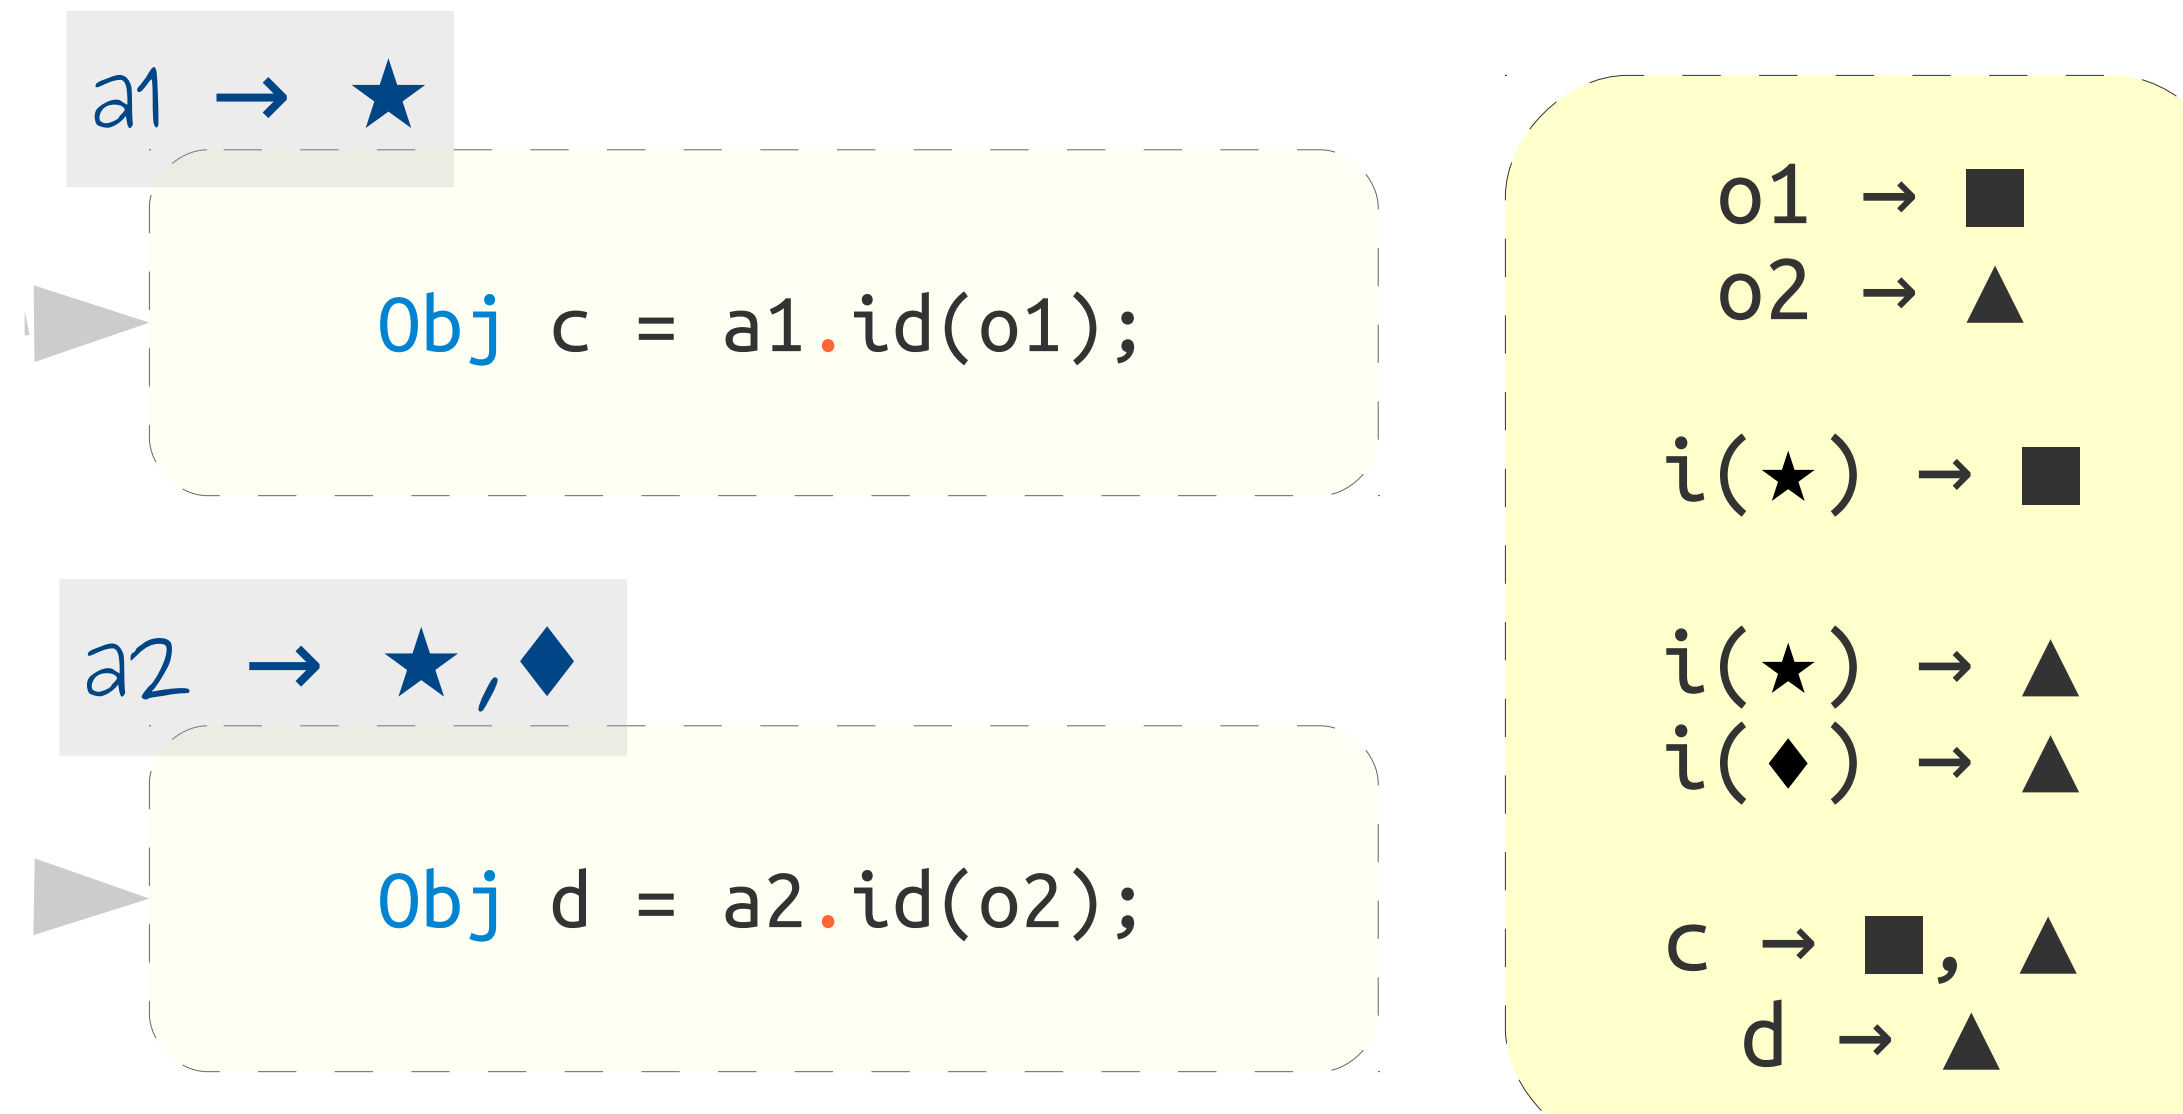 a1 → ★
Obj c = a1.id(o1);
a2 → ★,♦
Obj d = a2.id(o2);
o1 → ■
o2 → ▲
i(★) → ■
i(★) → ▲
i(♦) → ▲
c → ■, ▲
d → ▲